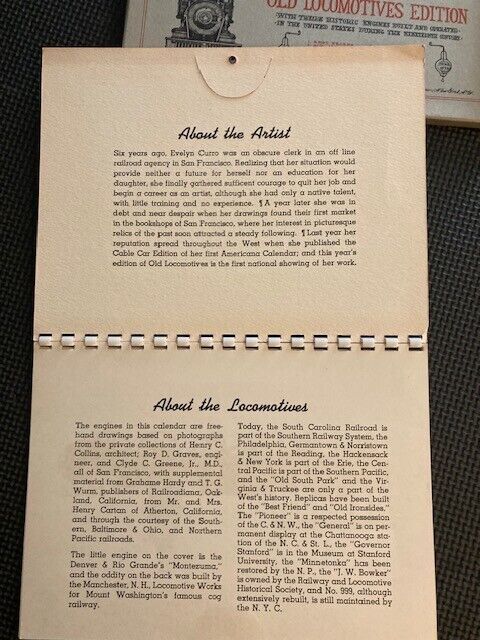 OLD LOCOMOTIVES EDITION
WITH THEIR HISTORIC ENGINES BUILT AND OPERATED
IN THE UNITED STATES DURING THE NINETEENTH CENTURY
About the Artist
Six years ago, Evelyn Curro was an obscure clerk in an off line
railroad agency in San Francisco. Realizing that her situation would
provide neither a future for herself nor an education for her
daughter, she finally gathered sufficent courage to quit her job and
begin a career as an artist, although she had only a native talent,
with little training and no experience. ¶ A year later she was in
debt and near despair when her drawings found their first market
in the bookshops of San Francisco, where her interest in picturesque
relics of the past soon attracted a steady following. ¶ Last year her
reputation spread throughout the West when she published the
Cable Car Edition of her first Americana Calendar; and this year's
edition of Old Locomotives is the first national showing of her work.
About the Locomotives
The engines in this calendar are free-
hand drawings based on photographs
from the private collections of Henry C.
Collins, architect; Roy D. Graves, engi-
neer, and Clyde C. Greene, Jr., M.D.,
all of San Francisco, with supplemental
material from Grahame Hardy and T. G.
Wurm, publishers of Railroadiana, Oak-
land, California, from Mr. and Mrs.
Henry Cartan of Atherton, California,
and through the courtesy of the South-
ern, Baltimore & Ohio, and Northern
Pacific railroads.
The little engine on the cover is the
Denver & Rio Grande's "Montezuma,"
and the oddity on the back was built by
the Manchester, N. H., Locomotive Works
for Mount Washington's famous cog
railway.
Today, the South Carolina Railroad is
part of the Southern Railway System, the
Philadelphia, Germantown & Norristown
is part of the Reading, the Hackensack
& New York is part of the Erie, the Cen-
tral Pacific is part of the Southern Pacific,
and the "Old South Park" and the Vir-
ginia & Truckee are only a part of the
West's history. Replicas have been built
of the "Best Friend" and "Old Ironsides."
The "Pioneer" is a respected possession
of the C. & N. W., the "General" is on per-
manent display at the Chattanooga sta-
tion of the N. C. & St. L., the "Governor
Stanford" is in the Museum at Stanford
University, the "Minnetonka" has been
restored by the N. P., the "J. W. Bowker"
is owned by the Railway and Locomotive
Historical Society, and No. 999, although
extensively rebuilt, is still maintained by
the N. Y. C.